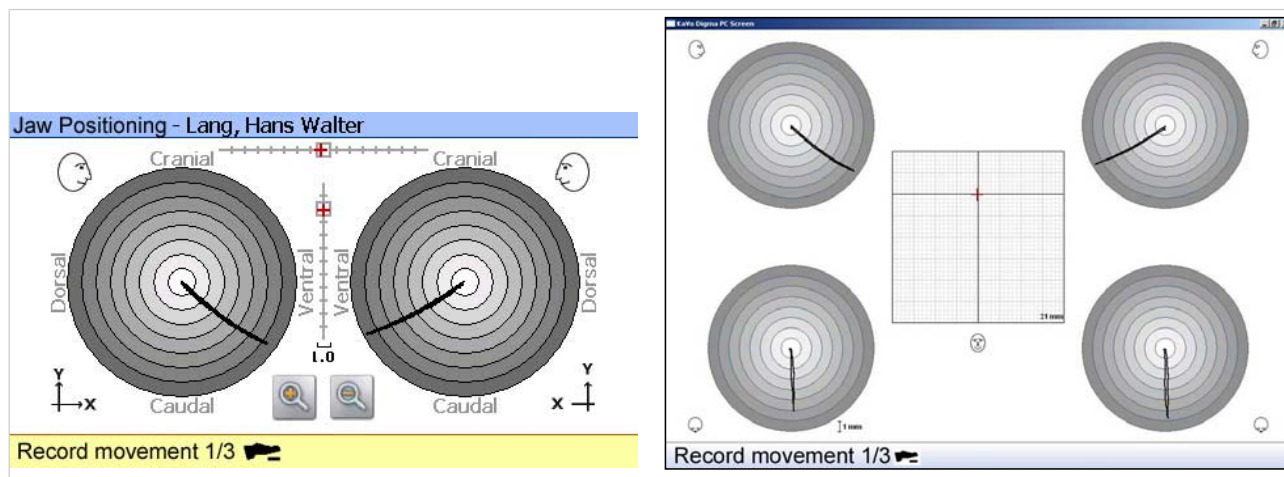 Jaw Positioning - Lang, Hans Walter
Cranial
Cranial
Dorsal
Ventral
Ventral
Dorsal
1.0
Y
X
Caudal
Caudal
Y
X
Record movement 1/3
KaVo Digma PC Screen
21 mm
1 mm
Record movement 1/3